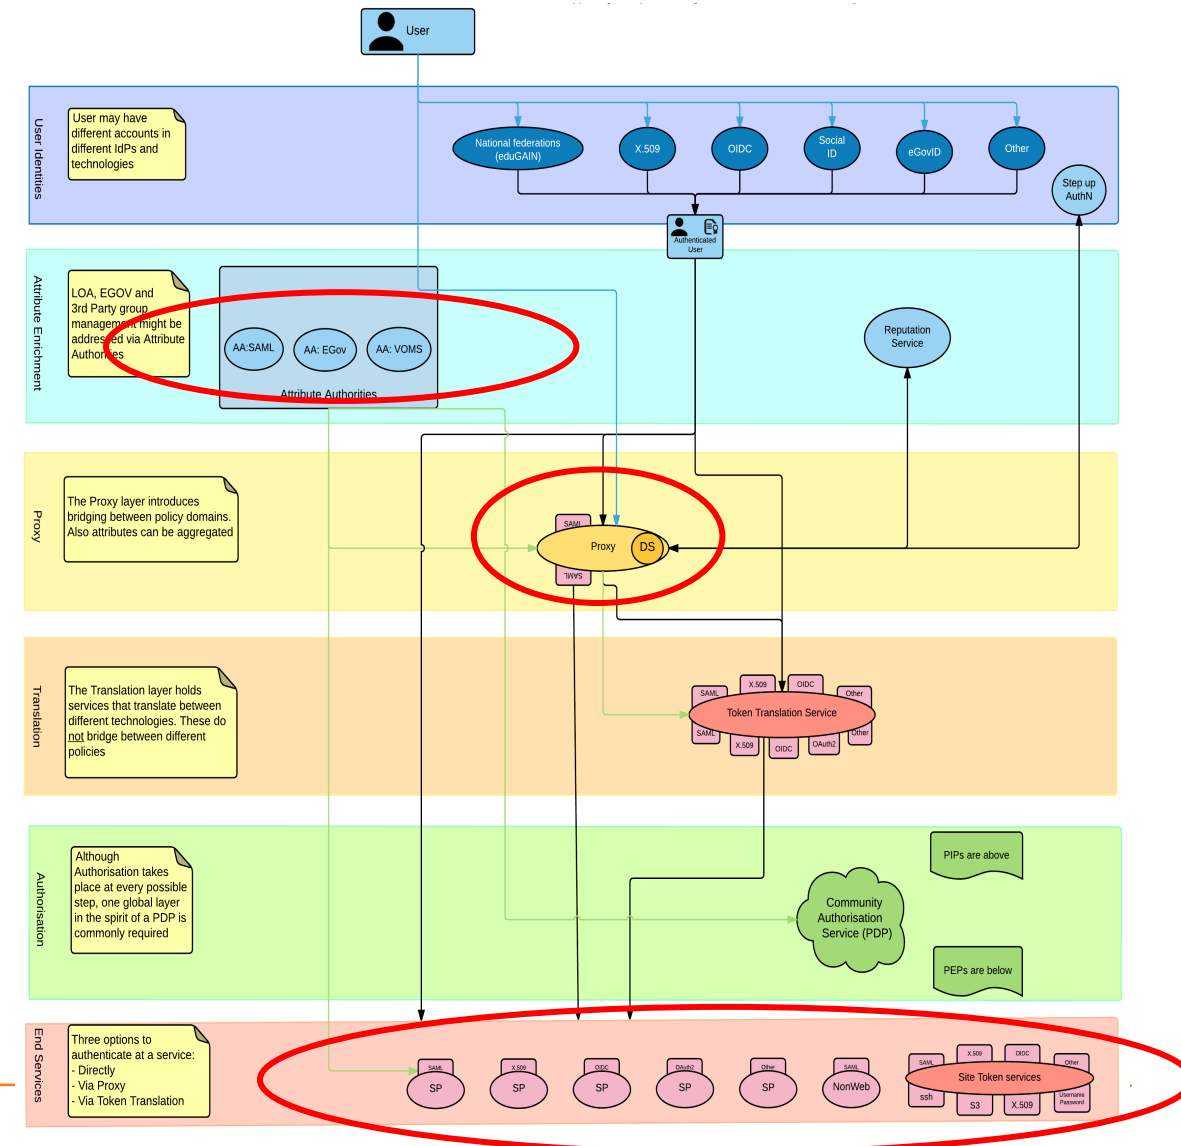 User
User Identities
User may have
different accounts in
different IdPs and
technologies
National federations
(eduGAIN)
X.509
OIDC
Social
ID
eGovID
Other
Step up
AuthN
Authenticated
User
Attribute Enrichment
LOA, EGOV and
3rd Party group
management might be
addressed via Attribute
Authorities
AA:SAML
AA: EGov
AA: VOMS
Attribute Authorities
Reputation
Service
Proxy
The Proxy layer introduces
bridging between policy domains.
Also attributes can be aggregated
SAML
Proxy
DS
SAML
Translation
The Translation layer holds
services that translate between
different technologies. These do
not bridge between different
policies
SAML
X.509
OIDC
Other
Token Translation Service
SAML
X.509
OIDC
OAuth2
Other
Authorisation
Although
Authorisation takes
place at every possible
step, one global layer
in the spirit of a PDP is
commonly required
Community
Authorisation
Service (PDP)
PIPs are above
PEPs are below
End Services
Three options to
authenticate at a service:
- Directly
- Via Proxy
- Via Token Translation
SAML
SP
X.509
SP
OIDC
SP
OAuth2
SP
Other
SP
SAML
NonWeb
SAML
X.509
OIDC
Other
Site Token services
ssh
S3
X.509
Username
Password